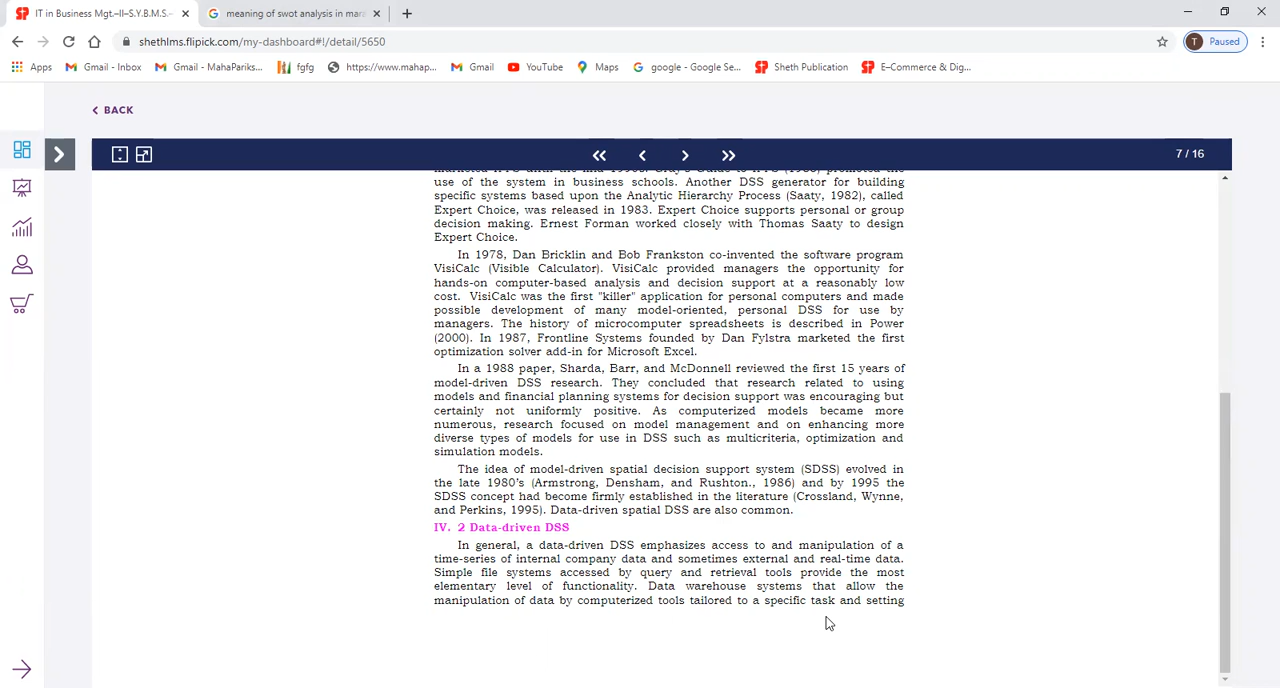 IT in Business Mgt.–II–S.Y.B.M.S.-
meaning of swot analysis in mara
shethlms.flipick.com/my-dashboard#!/detail/5650
T Paused
Apps Gmail - Inbox Gmail - MahaPariks... fgfg https://www.mahap... Gmail YouTube Maps google - Google Se... Sheth Publication E–Commerce & Dig...
BACK
7 / 16
use of the system in business schools. Another DSS generator for building
specific systems based upon the Analytic Hierarchy Process (Saaty, 1982), called
Expert Choice, was released in 1983. Expert Choice supports personal or group
decision making. Ernest Forman worked closely with Thomas Saaty to design
Expert Choice.
In 1978, Dan Bricklin and Bob Frankston co-invented the software program
VisiCalc (Visible Calculator). VisiCalc provided managers the opportunity for
hands-on computer-based analysis and decision support at a reasonably low
cost. VisiCalc was the first "killer" application for personal computers and made
possible development of many model-oriented, personal DSS for use by
managers. The history of microcomputer spreadsheets is described in Power
(2000). In 1987, Frontline Systems founded by Dan Fylstra marketed the first
optimization solver add-in for Microsoft Excel.
In a 1988 paper, Sharda, Barr, and McDonnell reviewed the first 15 years of
model-driven DSS research. They concluded that research related to using
models and financial planning systems for decision support was encouraging but
certainly not uniformly positive. As computerized models became more
numerous, research focused on model management and on enhancing more
diverse types of models for use in DSS such as multicriteria, optimization and
simulation models.
The idea of model-driven spatial decision support system (SDSS) evolved in
the late 1980's (Armstrong, Densham, and Rushton., 1986) and by 1995 the
SDSS concept had become firmly established in the literature (Crossland, Wynne,
and Perkins, 1995). Data-driven spatial DSS are also common.
IV. 2 Data-driven DSS
In general, a data-driven DSS emphasizes access to and manipulation of a
time-series of internal company data and sometimes external and real-time data.
Simple file systems accessed by query and retrieval tools provide the most
elementary level of functionality. Data warehouse systems that allow the
manipulation of data by computerized tools tailored to a specific task and setting